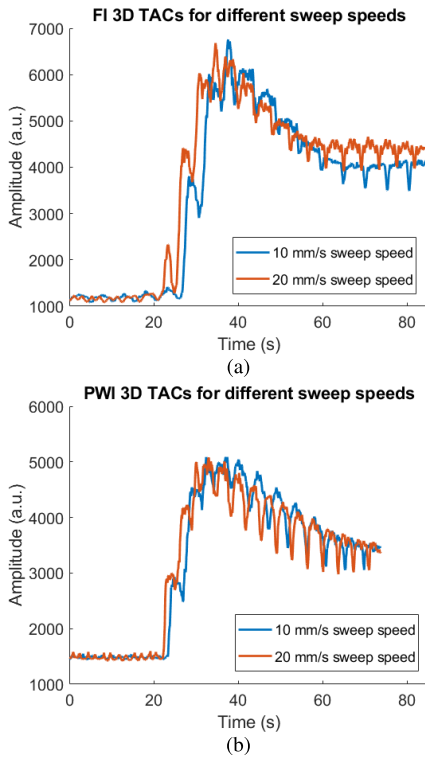 FI 3D TACs for different sweep speeds
7000
6000
5000
4000
3000
2000
1000
Amplitude (a.u.)
10 mm/s sweep speed
20 mm/s sweep speed
0 20 40 60 80
Time (s)
(a)
PWI 3D TACs for different sweep speeds
6000
5000
4000
3000
2000
1000
Amplitude (a.u.)
10 mm/s sweep speed
20 mm/s sweep speed
0 20 40 60 80
Time (s)
(b)